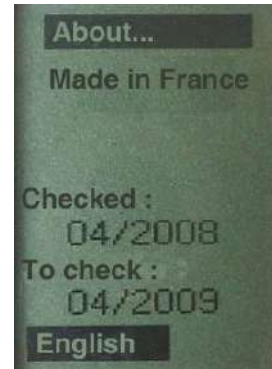 About...
Made in France
Checked :
04/2008
To check :
04/2009
English